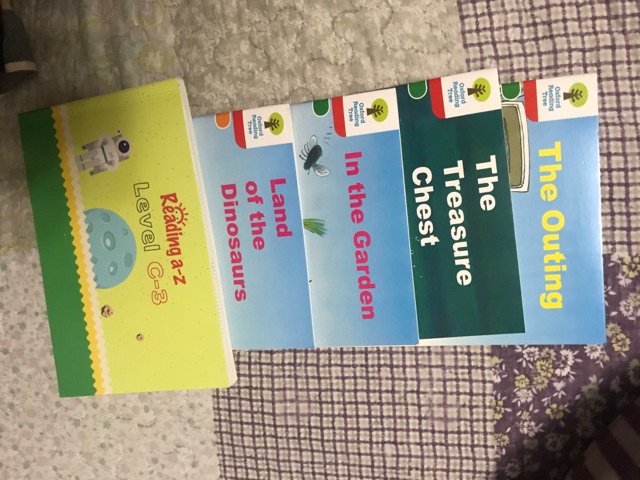 Reading a-z
Level C-3
Oxford
Reading
Tree
Land
of the
Dinosaurs
Oxford
Reading
Tree
In the Garden
Oxford
Reading
Tree
The
Treasure
Chest
Oxford
Reading
Tree
The Outing